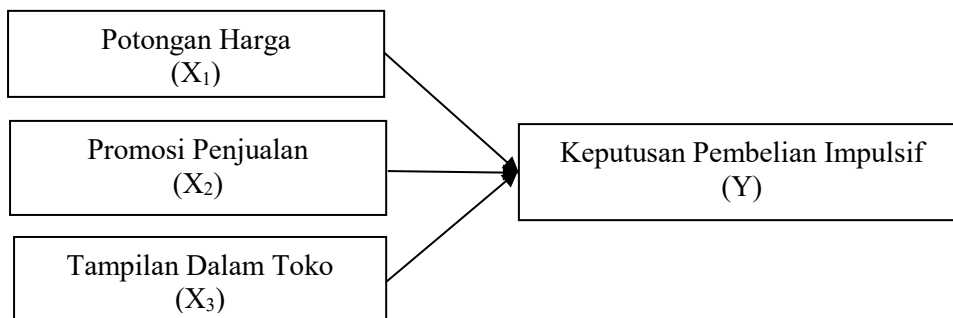 Potongan Harga
(X₁)
Promosi Penjualan
(X₂)
Tampilan Dalam Toko
(X₃)
Keputusan Pembelian Impulsif
(Y)